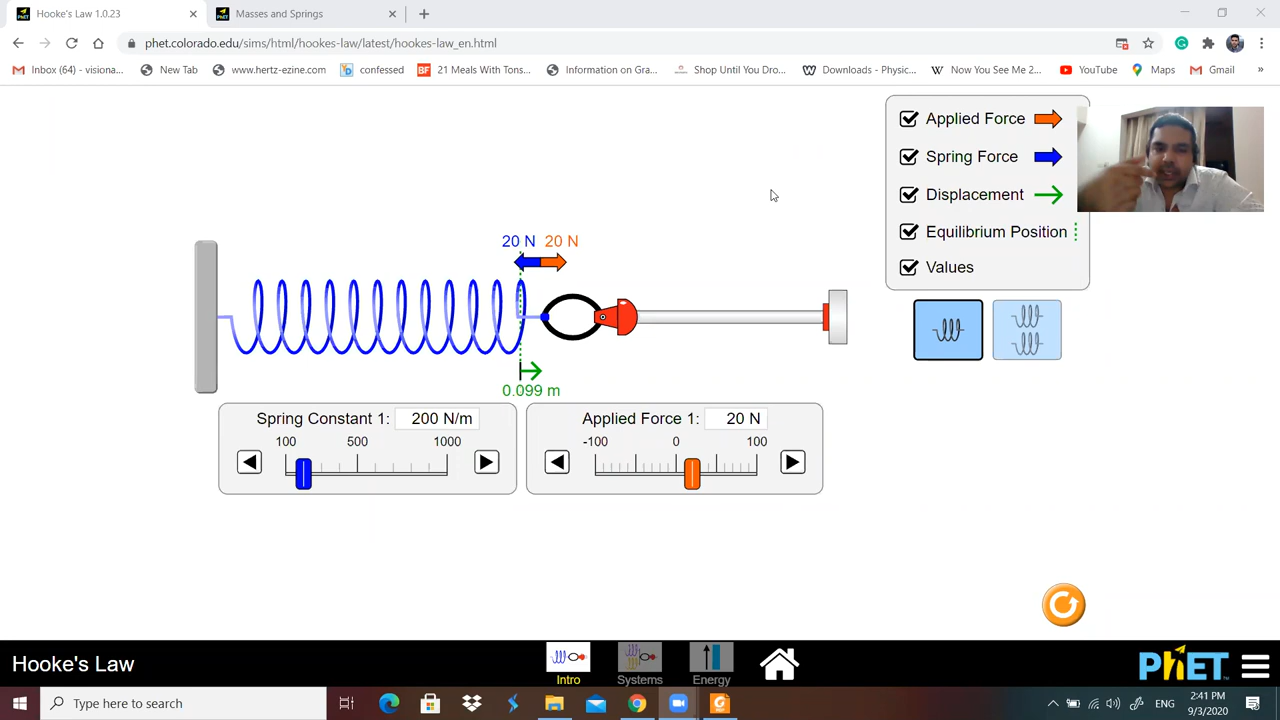 Hooke's Law 1.0.23
Masses and Springs
phet.colorado.edu/sims/html/hookes-law/latest/hookes-law_en.html
Inbox (64) - visiona...
New Tab
www.hertz-ezine.com
confessed
21 Meals With Tons...
Information on Gra...
Shop Until You Dro...
Downloads - Physic...
Now You See Me 2...
YouTube
Maps
Gmail
»
Applied Force
Spring Force
Displacement
Equilibrium Position
Values
20 N 20 N
0.099 m
Spring Constant 1: 200 N/m
100 500 1000
Applied Force 1: 20 N
-100 0 100
Hooke's Law
Intro
Systems
Energy
PhET
Type here to search
ENG
2:41 PM
9/3/2020